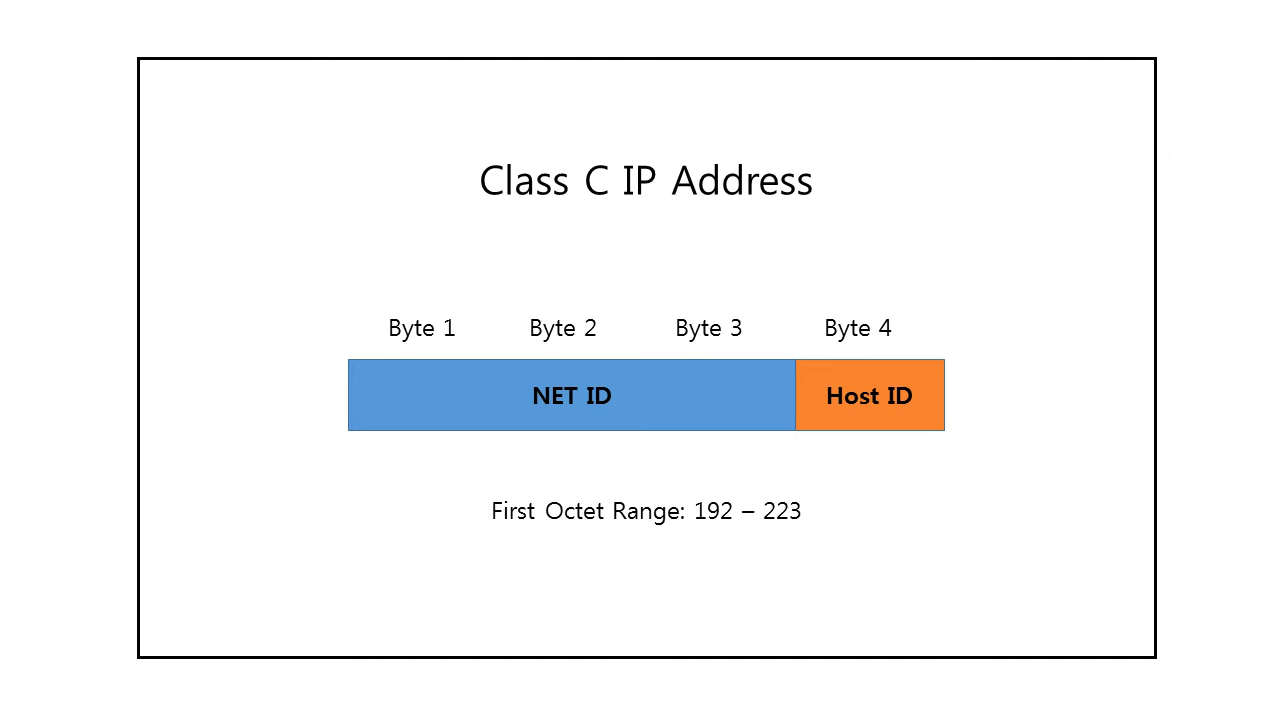 Class C IP Address
Byte 1 Byte 2 Byte 3 Byte 4
NET ID Host ID
First Octet Range: 192 – 223